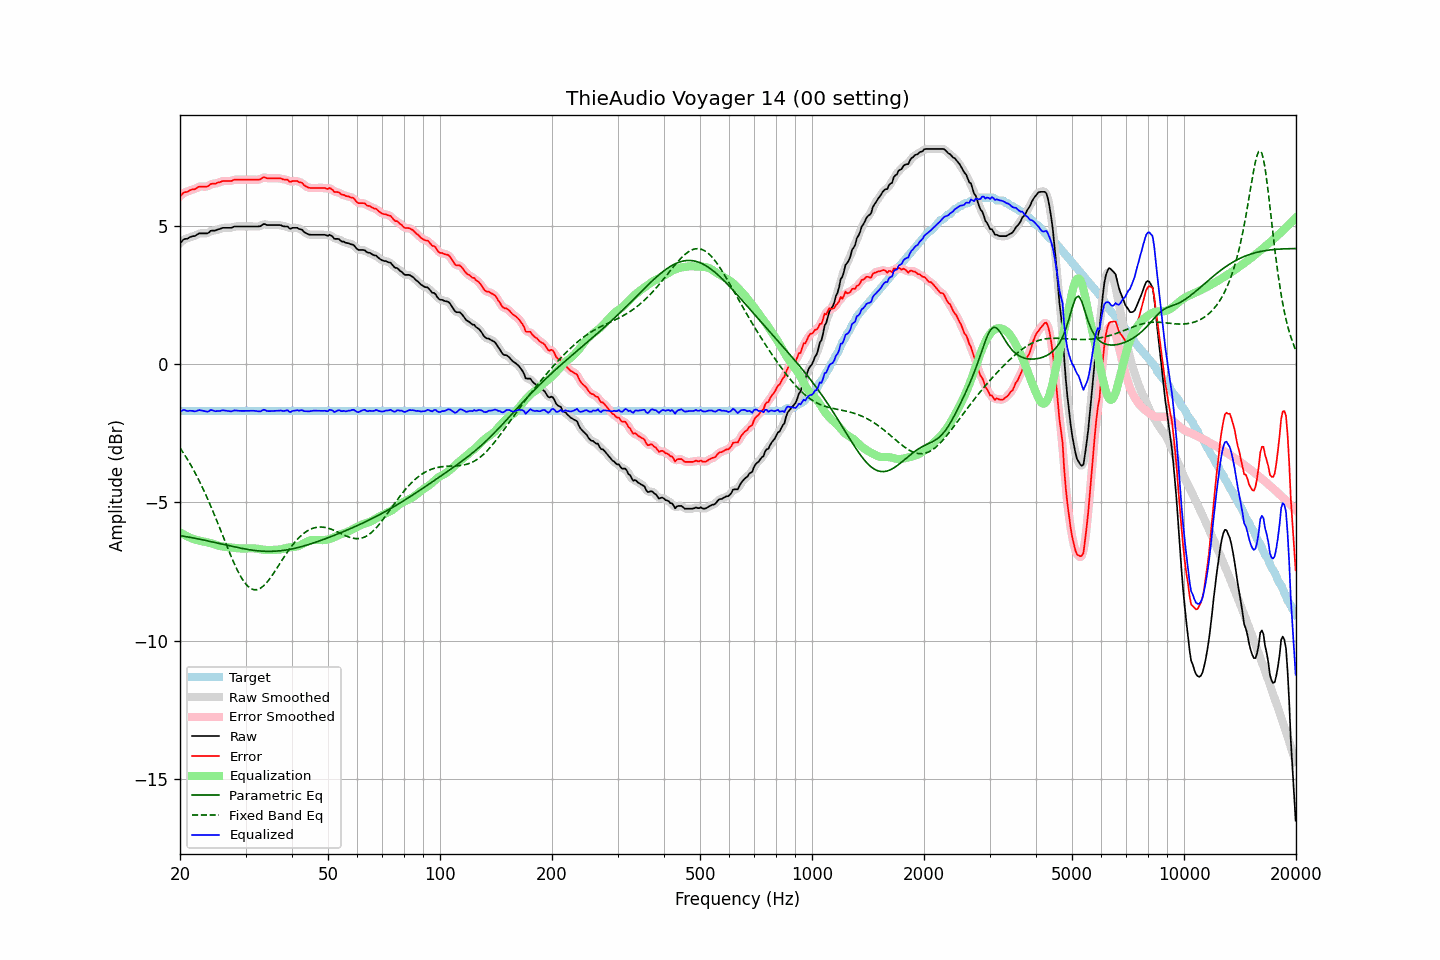 ThieAudio Voyager 14 (00 setting)
Amplitude (dBr)
5
0
−5
−10
−15
Target
Raw Smoothed
Error Smoothed
Raw
Error
Equalization
Parametric Eq
Fixed Band Eq
Equalized
20 50 100 200 500 1000 2000 5000 10000 20000
Frequency (Hz)